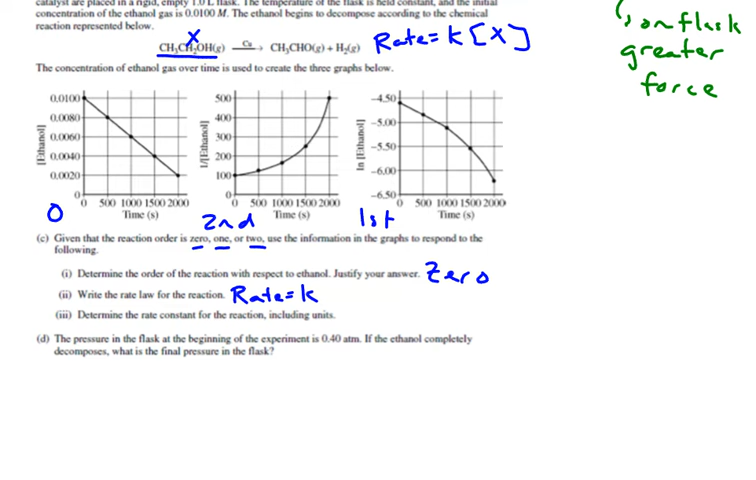 catalyst are placed in a rigid, empty 1.0 L flask. The temperature of the flask is held constant, and the initial
concentration of the ethanol gas is 0.0100 M. The ethanol begins to decompose according to the chemical
reaction represented below.
X
CH₃CH₂OH(g) Cu → CH₃CHO(g) + H₂(g)
Rate = k [X]
on flask
greater
force
The concentration of ethanol gas over time is used to create the three graphs below.
[Ethanol]
0.0100
0.0080
0.0060
0.0040
0.0020
0
0 500 1000 1500 2000
Time (s)
0
1/[Ethanol]
500
400
300
200
100
0
0 500 1000 1500 2000
Time (s)
2nd
ln [Ethanol]
−4.50
−5.00
−5.50
−6.00
−6.50
0 500 1000 1500 2000
Time (s)
1st
(c) Given that the reaction order is zero, one, or two, use the information in the graphs to respond to the
following.
(i) Determine the order of the reaction with respect to ethanol. Justify your answer. Zero
(ii) Write the rate law for the reaction. Rate = k
(iii) Determine the rate constant for the reaction, including units.
(d) The pressure in the flask at the beginning of the experiment is 0.40 atm. If the ethanol completely
decomposes, what is the final pressure in the flask?